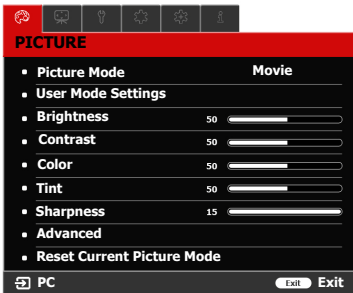 PICTURE
Picture Mode Movie
User Mode Settings
Brightness 50
Contrast 50
Color 50
Tint 50
Sharpness 15
Advanced
Reset Current Picture Mode
PC Exit Exit